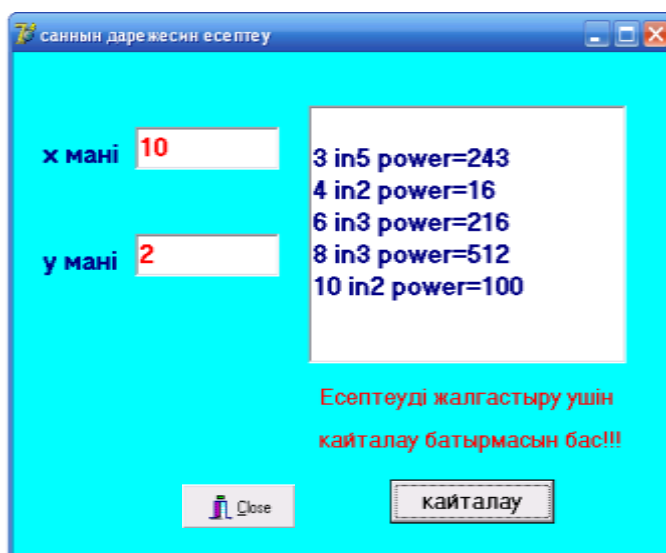 саннын дарежесин есептеу
х мані 10
у мані 2
3 in5 power=243
4 in2 power=16
6 in3 power=216
8 in3 power=512
10 in2 power=100
Есептеуді жалгастыру ушін
кайталау батырмасын бас!!!
Close
кайталау